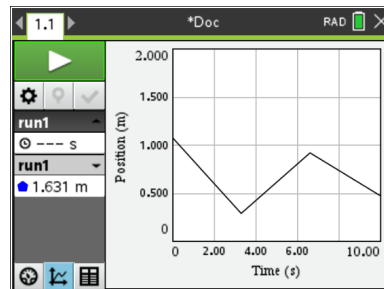 1.1
*Doc
RAD
run1
--- s
run1
1.631 m
Position (m)
2.000
1.500
1.000
0.500
0
0 2.00 4.00 6.00 10.00
Time (s)